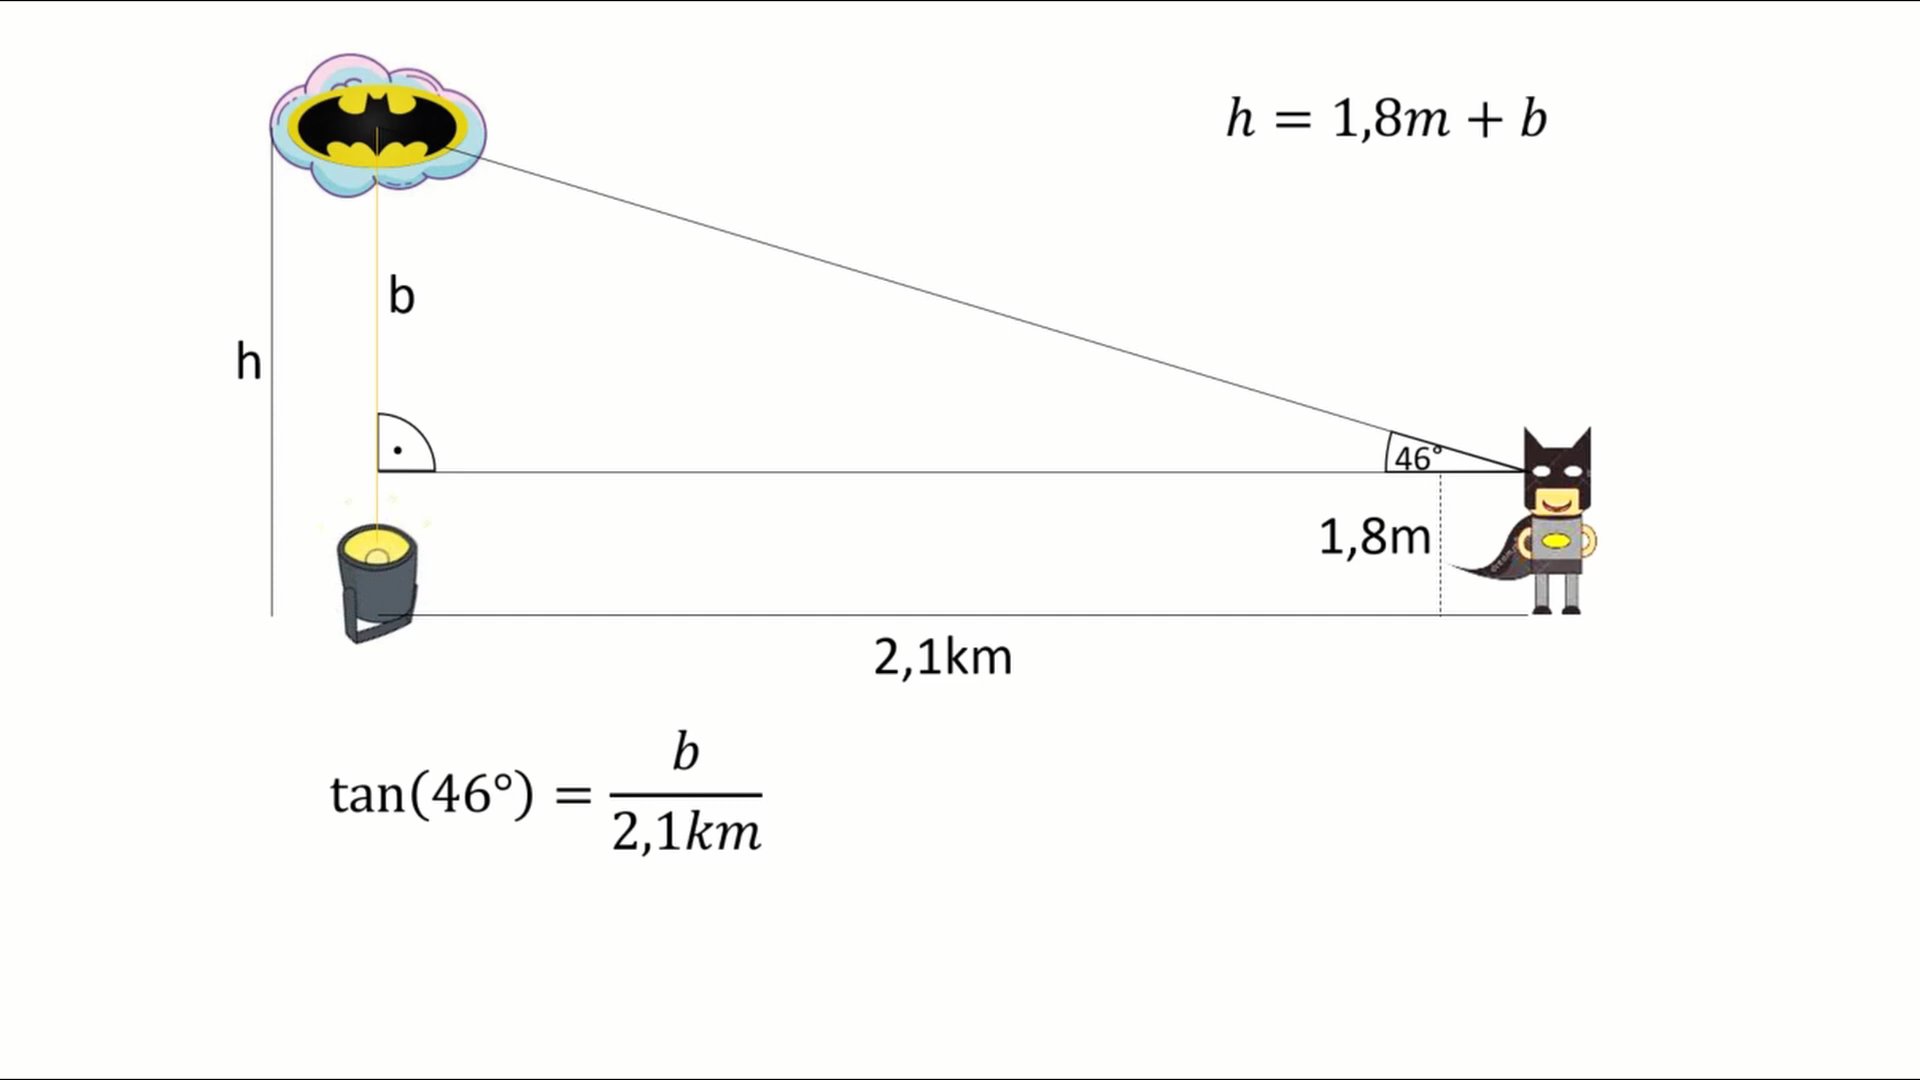 h = 1,8m + b
b
h
46°
1,8m
2,1km
tan(46°) = b / 2,1km